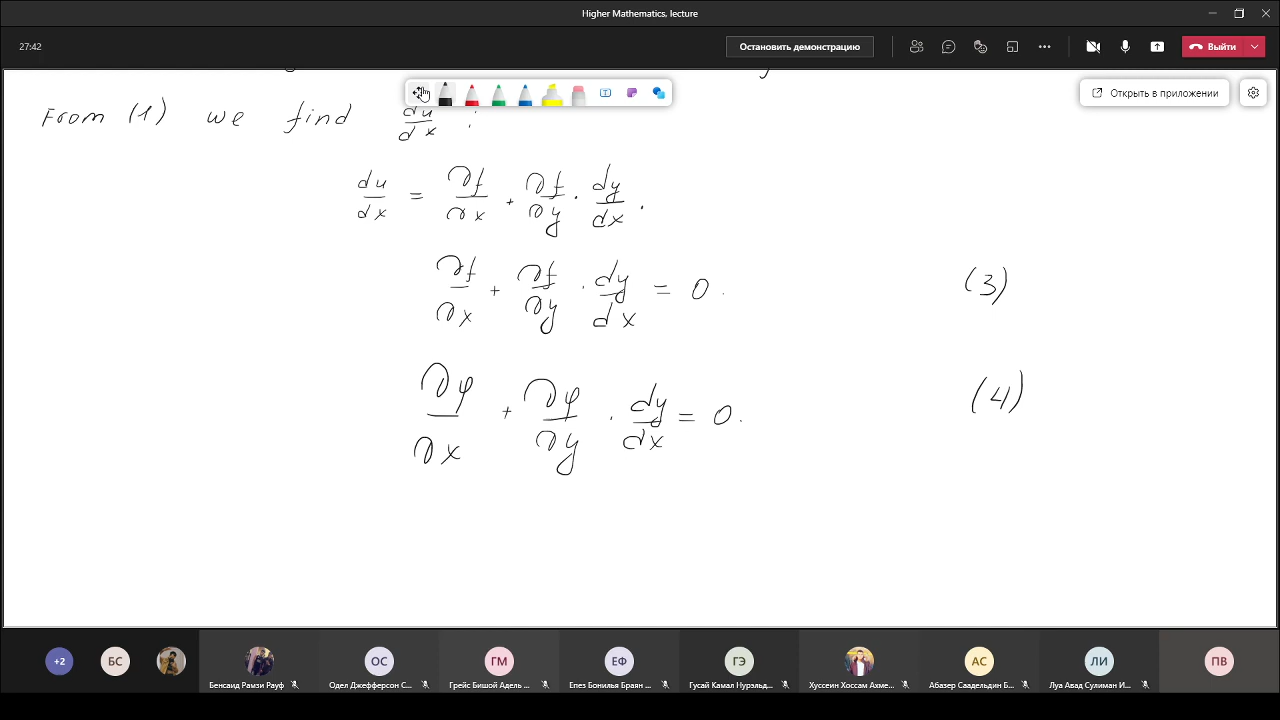 Higher Mathematics, lecture
27:42
Остановить демонстрацию
Выйти
Открыть в приложении
From (1) we find du/dx :
du/dx = ∂f/∂x + ∂f/∂y · dy/dx .
∂f/∂x + ∂f/∂y · dy/dx = 0 . (3)
∂φ/∂x + ∂φ/∂y · dy/dx = 0 . (4)
+2 БС ОС ГМ ЕФ ГЭ АС ЛИ ПВ
Бенсаид Рамзи Рауф Одел Джефферсон С... Грейс Бишой Адель ... Епез Бонилья Браян ... Гусай Камал Нурэльд... Хуссеин Хоссам Ахме... Абазер Саадельдин Б... Луа Авад Сулиман И...